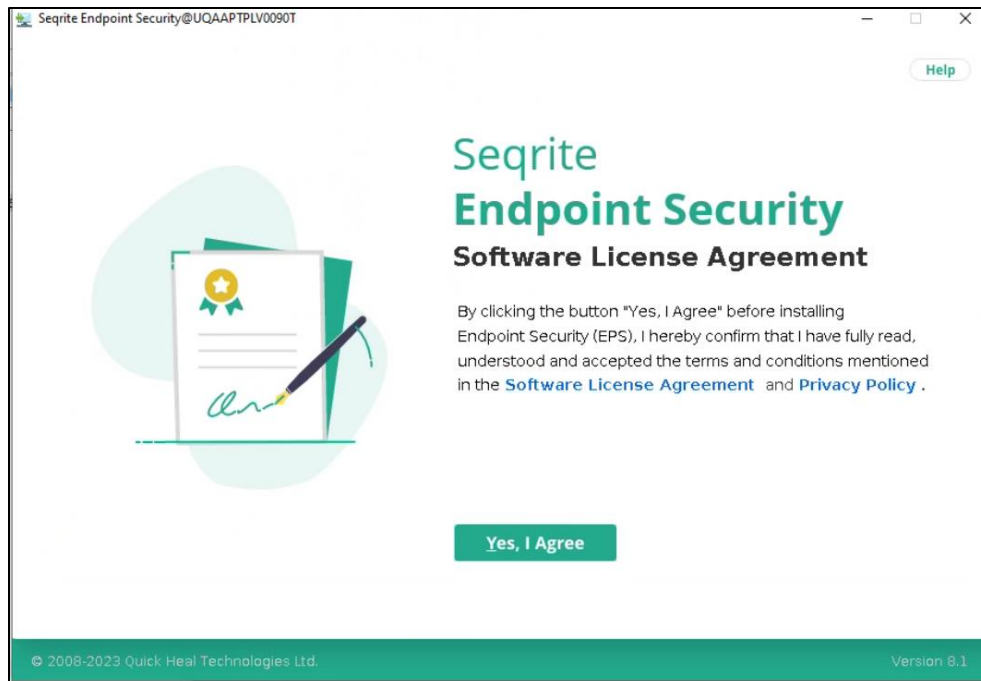 Seqrite Endpoint Security@UQAAPTPLV0090T
Help
Seqrite
Endpoint Security
Software License Agreement
By clicking the button "Yes, I Agree" before installing
Endpoint Security (EPS), I hereby confirm that I have fully read,
understood and accepted the terms and conditions mentioned
in the Software License Agreement and Privacy Policy .
Yes, I Agree
© 2008-2023 Quick Heal Technologies Ltd.
Version 8.1